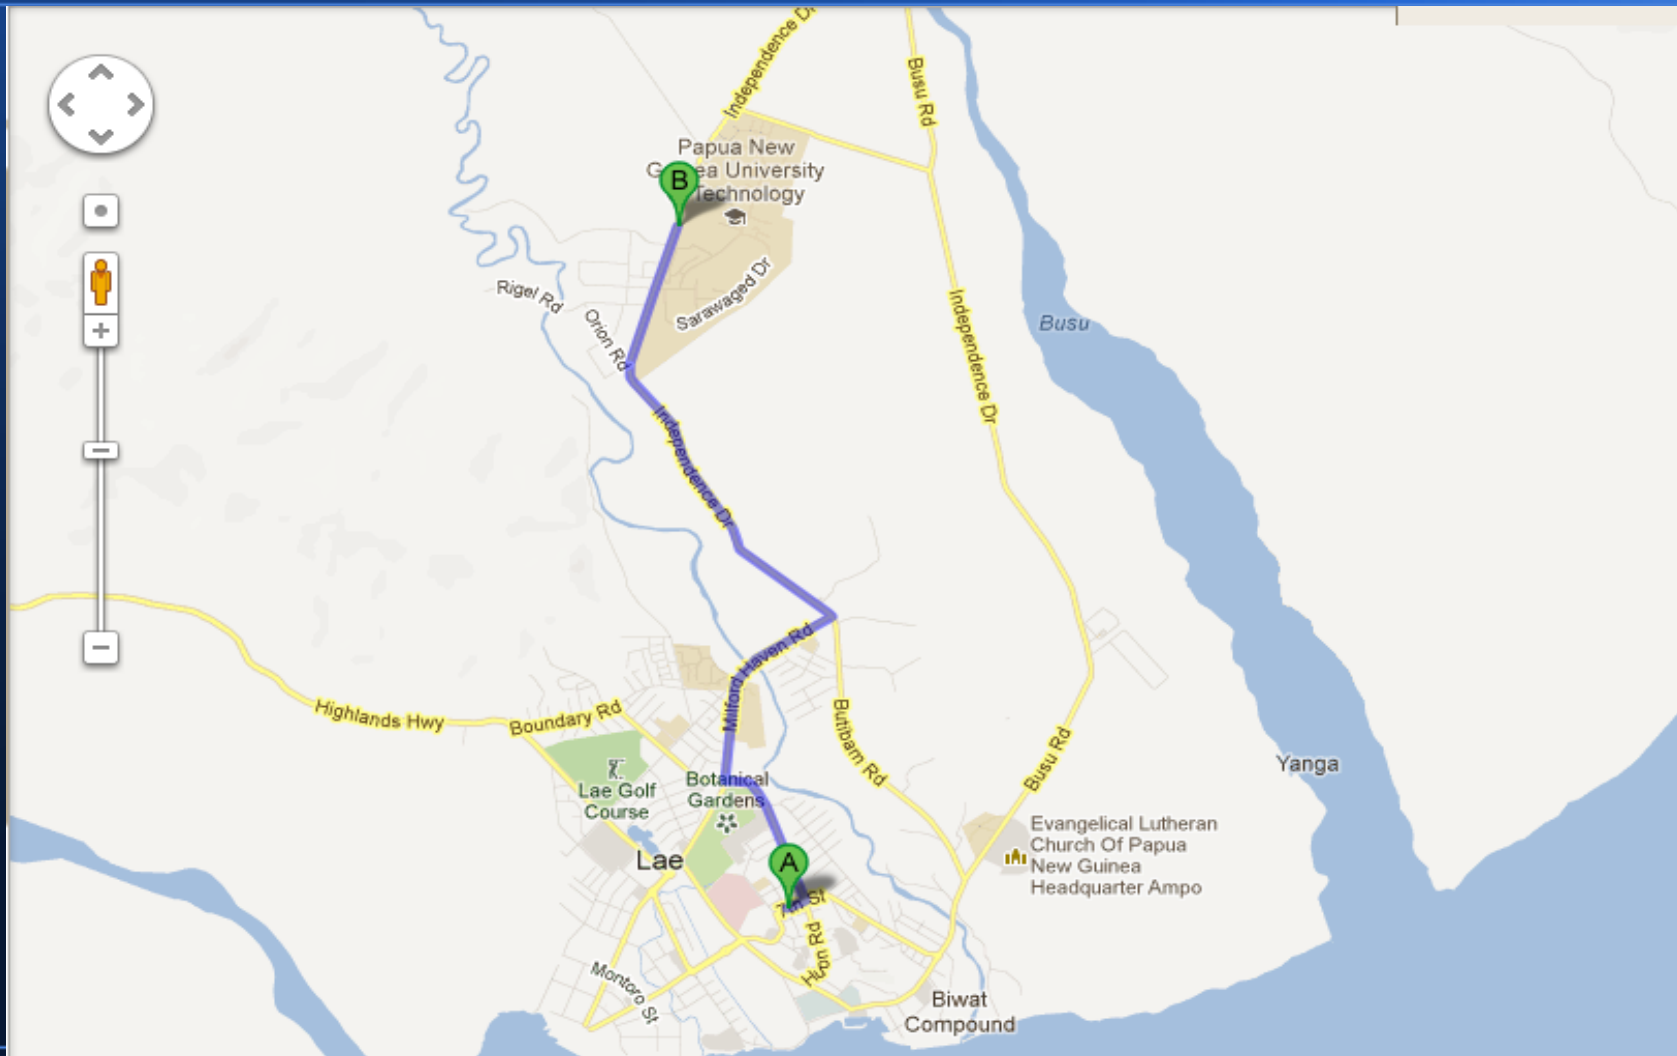 Independence Dr
Busu Rd
Papua New
G ea University
Technology
B
Sarawaged Dr
Rigel Rd
Orion Rd
Busu
Independence Dr
Independence Dr
Milford Haven Rd
Highlands Hwy
Boundary Rd
Butibam Rd
Busu Rd
Yanga
Lae Golf
Course
Botanical
Gardens
Evangelical Lutheran
Church Of Papua
New Guinea
Headquarter Ampo
Lae
A
7th St
Huon Rd
Montoro St
Biwat
Compound